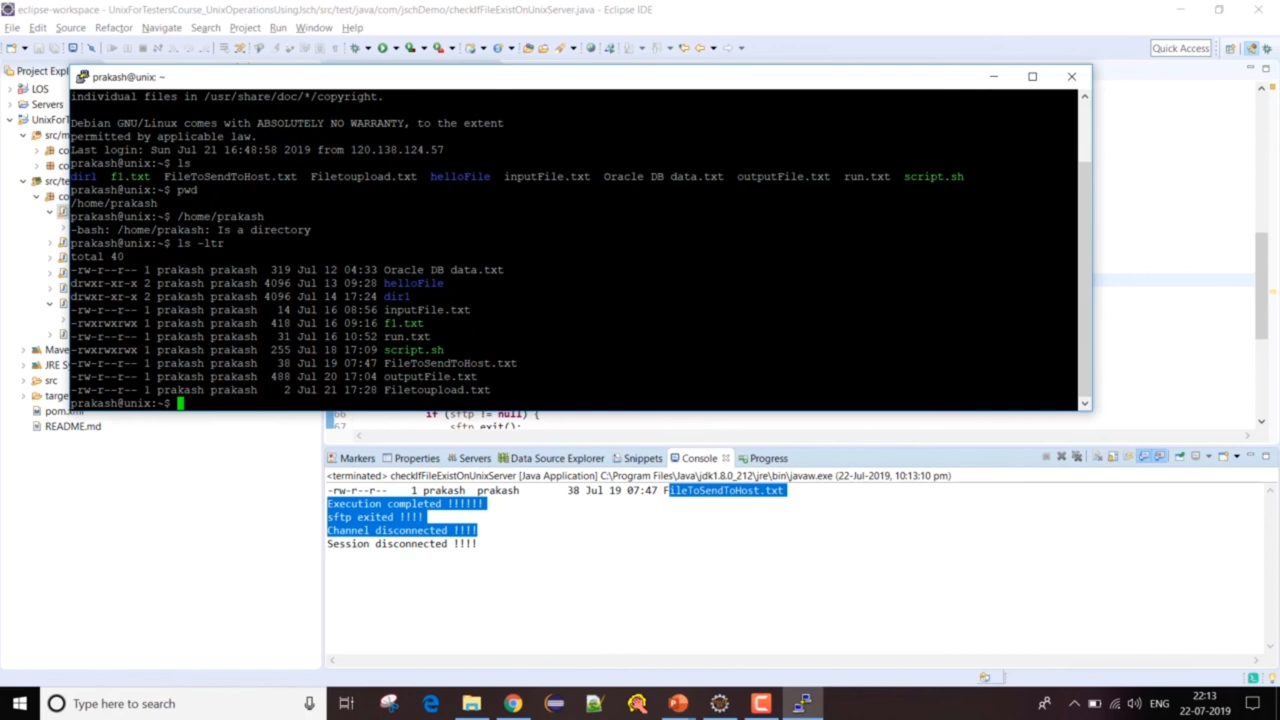 eclipse-workspace - UnixForTestersCourse_UnixOperationsUsingJsch/src/test/java/com/jschDemo/checkIfFileExistOnUnixServer.java - Eclipse IDE
File Edit Source Refactor Navigate Search Project Run Window Help
Quick Access
Project Expl
LOS
Servers
UnixForT
src/m
co
co
src/te
co
Mave
JRE Sy
src
targe
pom.xml
README.md
prakash@unix: ~
individual files in /usr/share/doc/*/copyright.
Debian GNU/Linux comes with ABSOLUTELY NO WARRANTY, to the extent
permitted by applicable law.
Last login: Sun Jul 21 16:48:58 2019 from 120.138.124.57
prakash@unix:~$ ls
dir1 f1.txt FileToSendToHost.txt Filetoupload.txt helloFile inputFile.txt Oracle DB data.txt outputFile.txt run.txt script.sh
prakash@unix:~$ pwd
/home/prakash
prakash@unix:~$ /home/prakash
-bash: /home/prakash: Is a directory
prakash@unix:~$ ls -ltr
total 40
-rw-r--r-- 1 prakash prakash 319 Jul 12 04:33 Oracle DB data.txt
drwxr-xr-x 2 prakash prakash 4096 Jul 13 09:28 helloFile
drwxr-xr-x 2 prakash prakash 4096 Jul 14 17:24 dir1
-rw-r--r-- 1 prakash prakash 14 Jul 16 08:56 inputFile.txt
-rwxrwxrwx 1 prakash prakash 418 Jul 16 09:16 f1.txt
-rw-r--r-- 1 prakash prakash 31 Jul 16 10:52 run.txt
-rwxrwxrwx 1 prakash prakash 255 Jul 18 17:09 script.sh
-rw-r--r-- 1 prakash prakash 38 Jul 19 07:47 FileToSendToHost.txt
-rw-r--r-- 1 prakash prakash 488 Jul 20 17:04 outputFile.txt
-rw-r--r-- 1 prakash prakash 2 Jul 21 17:28 Filetoupload.txt
prakash@unix:~$
66 if (sftp != null) {
67 sftp exit();
Markers Properties Servers Data Source Explorer Snippets Console Progress
<terminated> checkIfFileExistOnUnixServer [Java Application] C:\Program Files\Java\jdk1.8.0_212\jre\bin\javaw.exe (22-Jul-2019, 10:13:10 pm)
-rw-r--r-- 1 prakash prakash 38 Jul 19 07:47 FileToSendToHost.txt
Execution completed !!!!!!
sftp exited !!!!
Channel disconnected !!!!
Session disconnected !!!!
Type here to search
ENG
22:13
22-07-2019